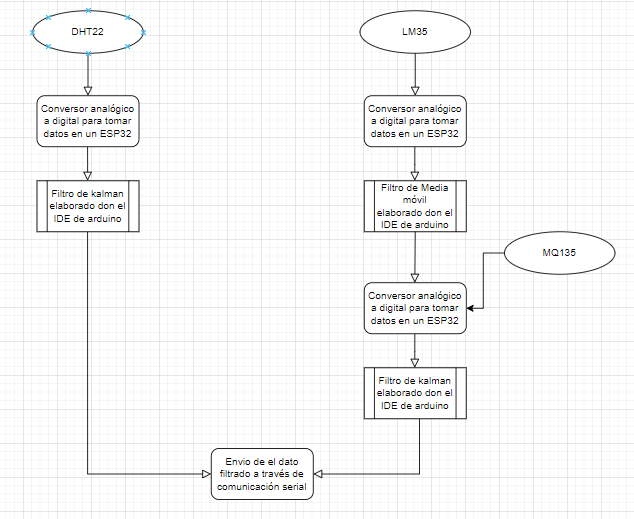 DHT22
LM35
Conversor analógico
a digital para tomar
datos en un ESP32
Conversor analógico
a digital para tomar
datos en un ESP32
Filtro de kalman
elaborado don el
IDE de arduino
Filtro de Media
móvil
elaborado don el
IDE de arduino
MQ135
Conversor analógico
a digital para tomar
datos en un ESP32
Filtro de kalman
elaborado don el
IDE de arduino
Envio de el dato
filtrado a través de
comunicación serial